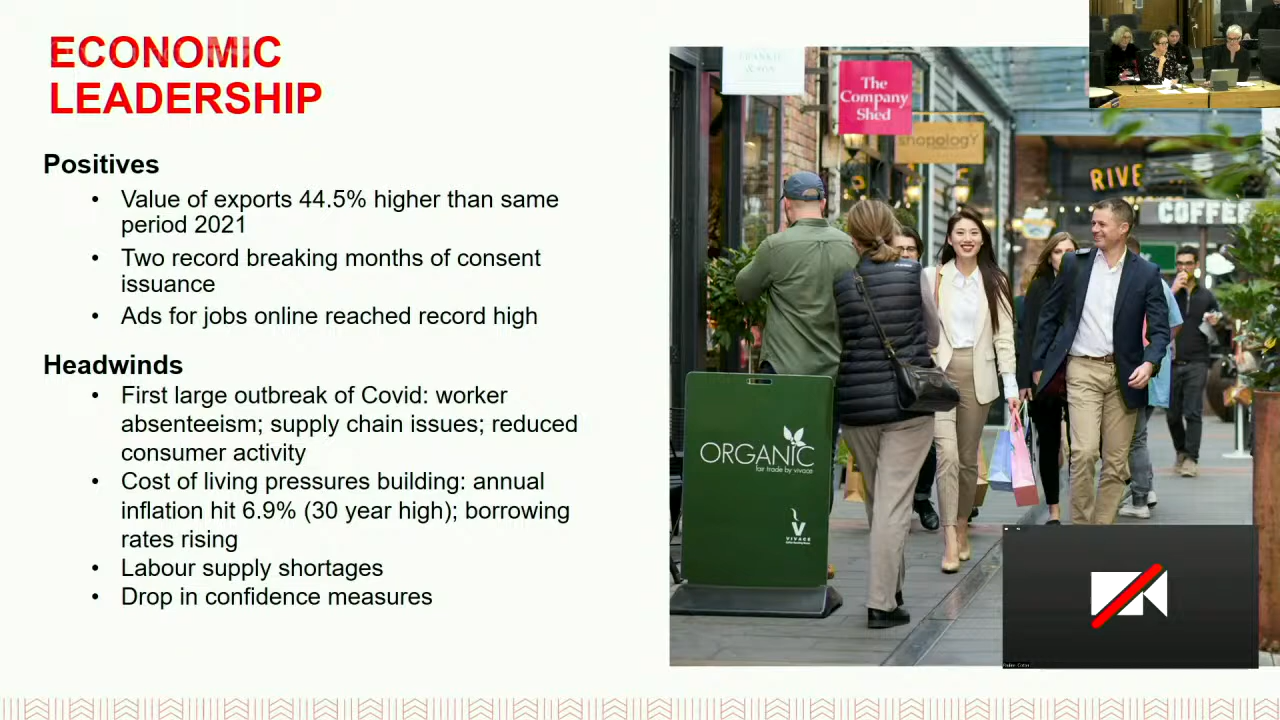 ECONOMIC
LEADERSHIP
Positives
• Value of exports 44.5% higher than same
period 2021
• Two record breaking months of consent
issuance
• Ads for jobs online reached record high
Headwinds
• First large outbreak of Covid: worker
absenteeism; supply chain issues; reduced
consumer activity
• Cost of living pressures building: annual
inflation hit 6.9% (30 year high); borrowing
rates rising
• Labour supply shortages
• Drop in confidence measures
The
Company
Shed
shopology
RIVE
COFFEE
ORGANIC
fair trade by vivace
VIVACE